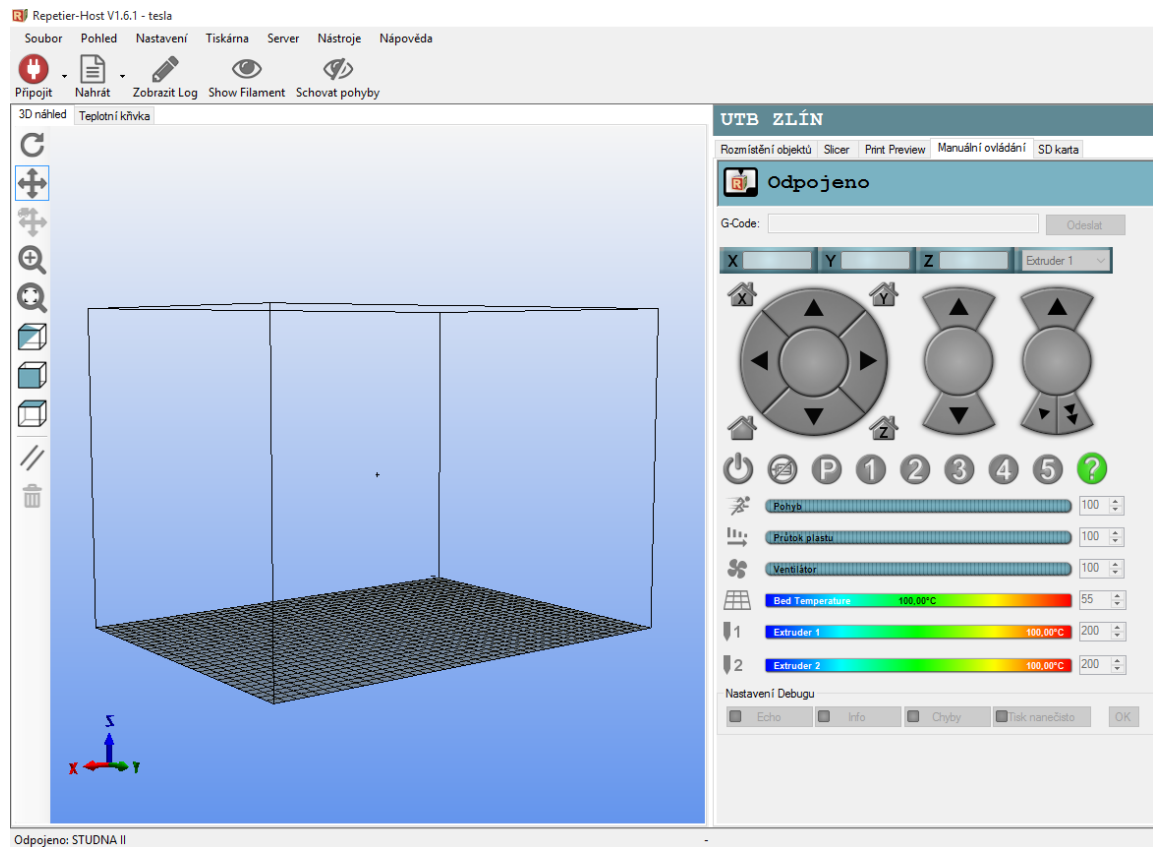 Repetier-Host V1.6.1 - tesla
Soubor Pohled Nastavení Tiskárna Server Nástroje Nápověda
Připojit Nahrát Zobrazit Log Show Filament Schovat pohyby
3D náhled Teplotní křivka
UTB ZLÍN
Rozmístění objektů Slicer Print Preview Manuální ovládání SD karta
Odpojeno
G-Code: Odeslat
X Y Z Extruder 1
X Y
Z
P 1 2 3 4 5 ?
Pohyb 100
Průtok plastu 100
Ventilátor 100
Bed Temperature 100,00°C 55
1 Extruder 1 100,00°C 200
2 Extruder 2 100,00°C 200
Nastavení Debugu
Echo Info Chyby Tisk nanečisto OK
Z
X Y
Odpojeno: STUDNA II -